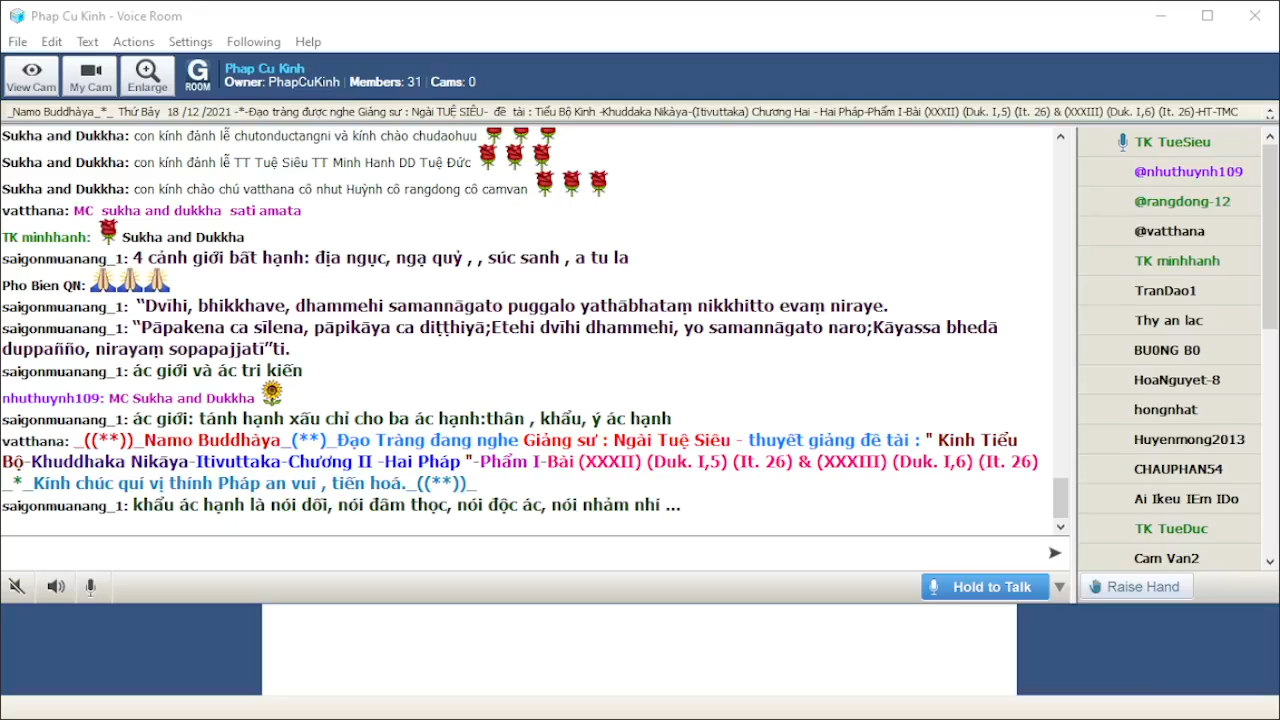 Phap Cu Kinh - Voice Room
File Edit Text Actions Settings Following Help
View Cam My Cam Enlarge G ROOM
Phap Cu Kinh
Owner: PhapCuKinh | Members: 31 | Cams: 0
_Namo Buddhàya_*_ Thứ Bảy 18 /12 /2021 -*-Đạo tràng được nghe Giảng sư : Ngài TUỆ SIÊU- đề tài : Tiểu Bộ Kinh -Khuddaka Nikàya-(Itivuttaka) Chương Hai - Hai Pháp-Phẩm I-Bài (XXXII) (Duk. I,5) (It. 26) & (XXXIII) (Duk. I,6) (It. 26)-HT-TMC
Sukha and Dukkha: con kính đảnh lễ chutonductangni và kính chào chudaohuu
Sukha and Dukkha: con kính đảnh lễ TT Tuệ Siêu TT Minh Hanh DD Tuệ Đức
Sukha and Dukkha: con kính chào chú vatthana cô nhut Huỳnh cô rangdong cô camvan
vatthana: MC sukha and dukkha sati amata
TK minhhanh: Sukha and Dukkha
saigonmuanang_1: 4 cảnh giới bất hạnh: địa ngục, ngạ quỷ , , súc sanh , a tu la
Pho Bien QN:
saigonmuanang_1: “Dvīhi, bhikkhave, dhammehi samannāgato puggalo yathābhataṃ nikkhitto evaṃ niraye.
saigonmuanang_1: “Pāpakena ca sīlena, pāpikāya ca diṭṭhiyā;Etehi dvīhi dhammehi, yo samannāgato naro;Kāyassa bhedā
duppañño, nirayaṃ sopapajjatī”ti.
saigonmuanang_1: ác giới và ác tri kiến
nhuthuynh109: MC Sukha and Dukkha
saigonmuanang_1: ác giới: tánh hạnh xấu chỉ cho ba ác hạnh:thân , khẩu, ý ác hạnh
vatthana: _((**))_Namo Buddhàya_(**)_Đạo Tràng đang nghe Giảng sư : Ngài Tuệ Siêu - thuyết giảng đề tài : " Kinh Tiểu
Bộ-Khuddhaka Nikāya-Itivuttaka-Chương II -Hai Pháp "-Phẩm I-Bài (XXXII) (Duk. I,5) (It. 26) & (XXXIII) (Duk. I,6) (It. 26)
_*_Kính chúc quí vị thính Pháp an vui , tiến hoá._((**))_
saigonmuanang_1: khẩu ác hạnh là nói dối, nói đâm thọc, nói độc ác, nói nhảm nhí ...
TK TueSieu
@nhuthuynh109
@rangdong-12
@vatthana
TK minhhanh
TranDao1
Thy an lac
BU0NG B0
HoaNguyet-8
hongnhat
Huyenmong2013
CHAUPHAN54
Ai lkeu IErn IDo
TK TueDuc
Cam Van2
Hold to Talk
Raise Hand